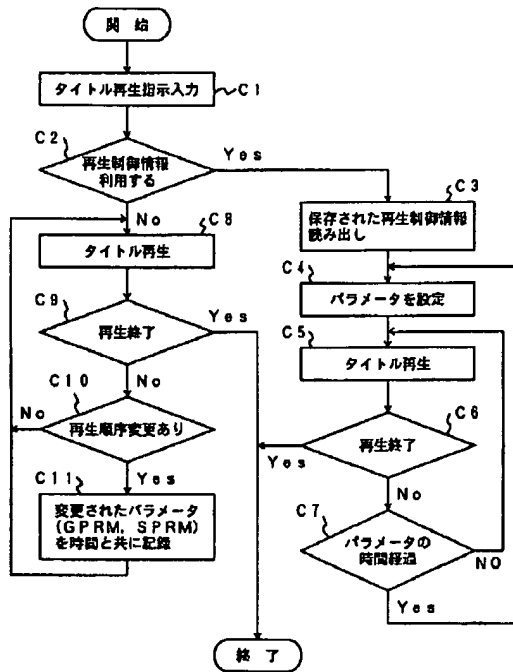 開始
タイトル再生指示入力
C1
C2
再生制御情報
利用する
Yes
No
C3
保存された再生制御情報
読み出し
C8
タイトル再生
C4
パラメータを設定
C9
再生終了
Yes
No
C5
タイトル再生
C10
再生順序変更あり
No
Yes
C6
再生終了
Yes
No
C11
変更されたパラメータ
(GPRM, SPRM)
を時間と共に記録
C7
パラメータの
時間経過
NO
Yes
終了